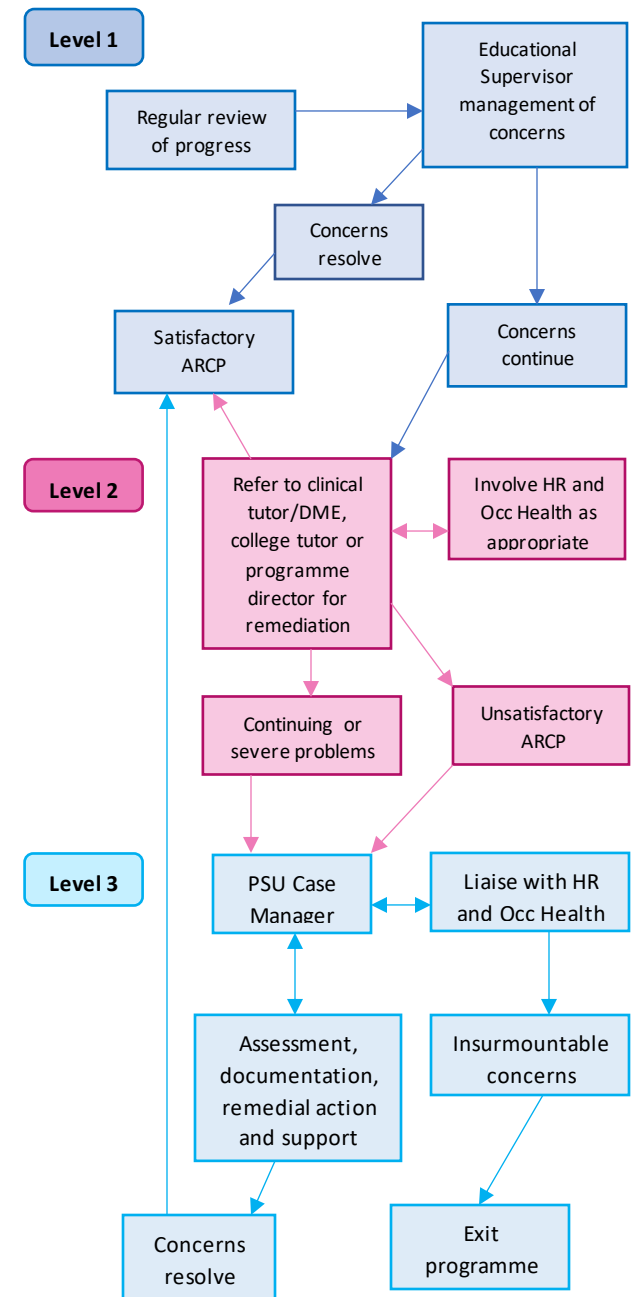 Level 1
Educational
Supervisor
management of
concerns
Regular review
of progress
Concerns
resolve
Satisfactory
ARCP
Concerns
continue
Level 2
Refer to clinical
tutor/DME,
college tutor or
programme
director for
remediation
Involve HR and
Occ Health as
appropriate
Continuing or
severe problems
Unsatisfactory
ARCP
Level 3
PSU Case
Manager
Liaise with HR
and Occ Health
Assessment,
documentation,
remedial action
and support
Insurmountable
concerns
Concerns
resolve
Exit
programme